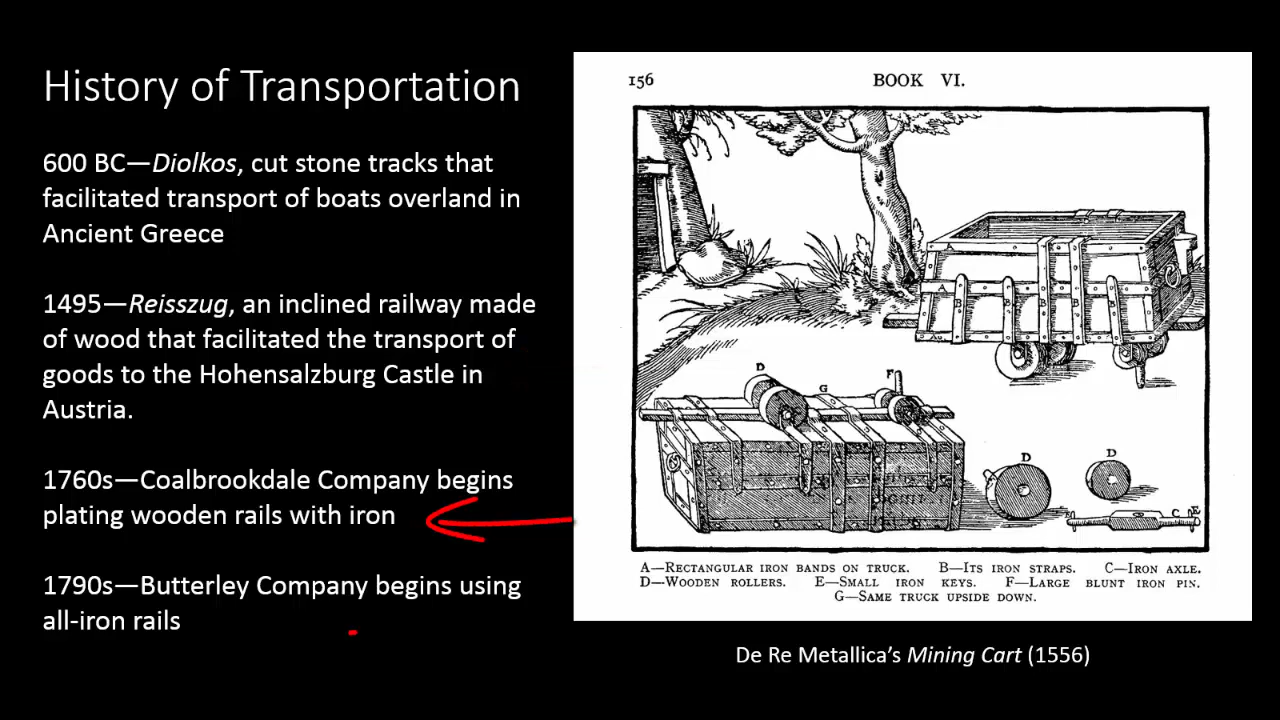 History of Transportation
600 BC—Diolkos, cut stone tracks that
facilitated transport of boats overland in
Ancient Greece
1495—Reisszug, an inclined railway made
of wood that facilitated the transport of
goods to the Hohensalzburg Castle in
Austria.
1760s—Coalbrookdale Company begins
plating wooden rails with iron
1790s—Butterley Company begins using
all-iron rails
156 BOOK VI.
A
A B B B B B
D G F
D D
C E
A—RECTANGULAR IRON BANDS ON TRUCK. B—ITS IRON STRAPS. C—IRON AXLE.
D—WOODEN ROLLERS. E—SMALL IRON KEYS. F—LARGE BLUNT IRON PIN.
G—SAME TRUCK UPSIDE DOWN.
De Re Metallica’s Mining Cart (1556)